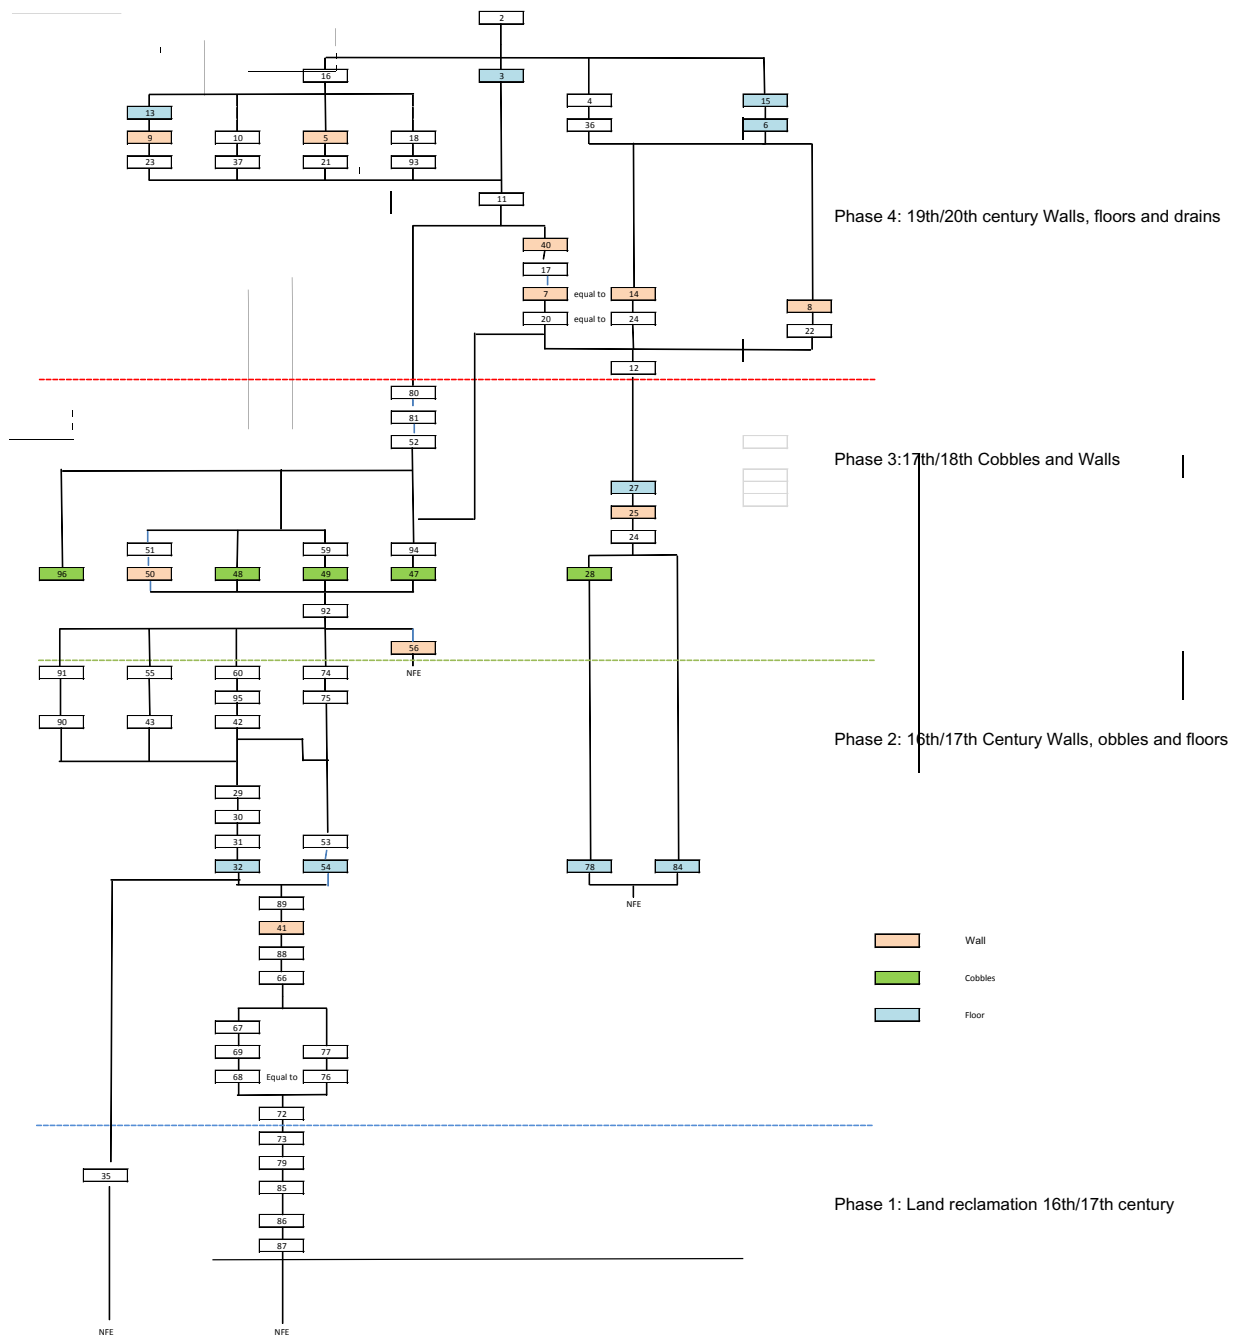 2
16 3
4 15
13 36 6
9 10 5 18
23 37 21 93
11
Phase 4: 19th/20th century Walls, floors and drains
40
17
7 equal to 14
8
20 equal to 24
22
12
80
81
52
Phase 3:17th/18th Cobbles and Walls
27
25
24
51 59 94
96 50 48 49 47 28
92
56
91 55 60 74 NFE
95 75
90 43 42
Phase 2: 16th/17th Century Walls, obbles and floors
29
30
31 53
32 54 78 84
89 NFE
41
88
66
Wall
Cobbles
Floor
67
69 77
68 Equal to 76
72
73
79
35
85
Phase 1: Land reclamation 16th/17th century
86
87
NFE NFE